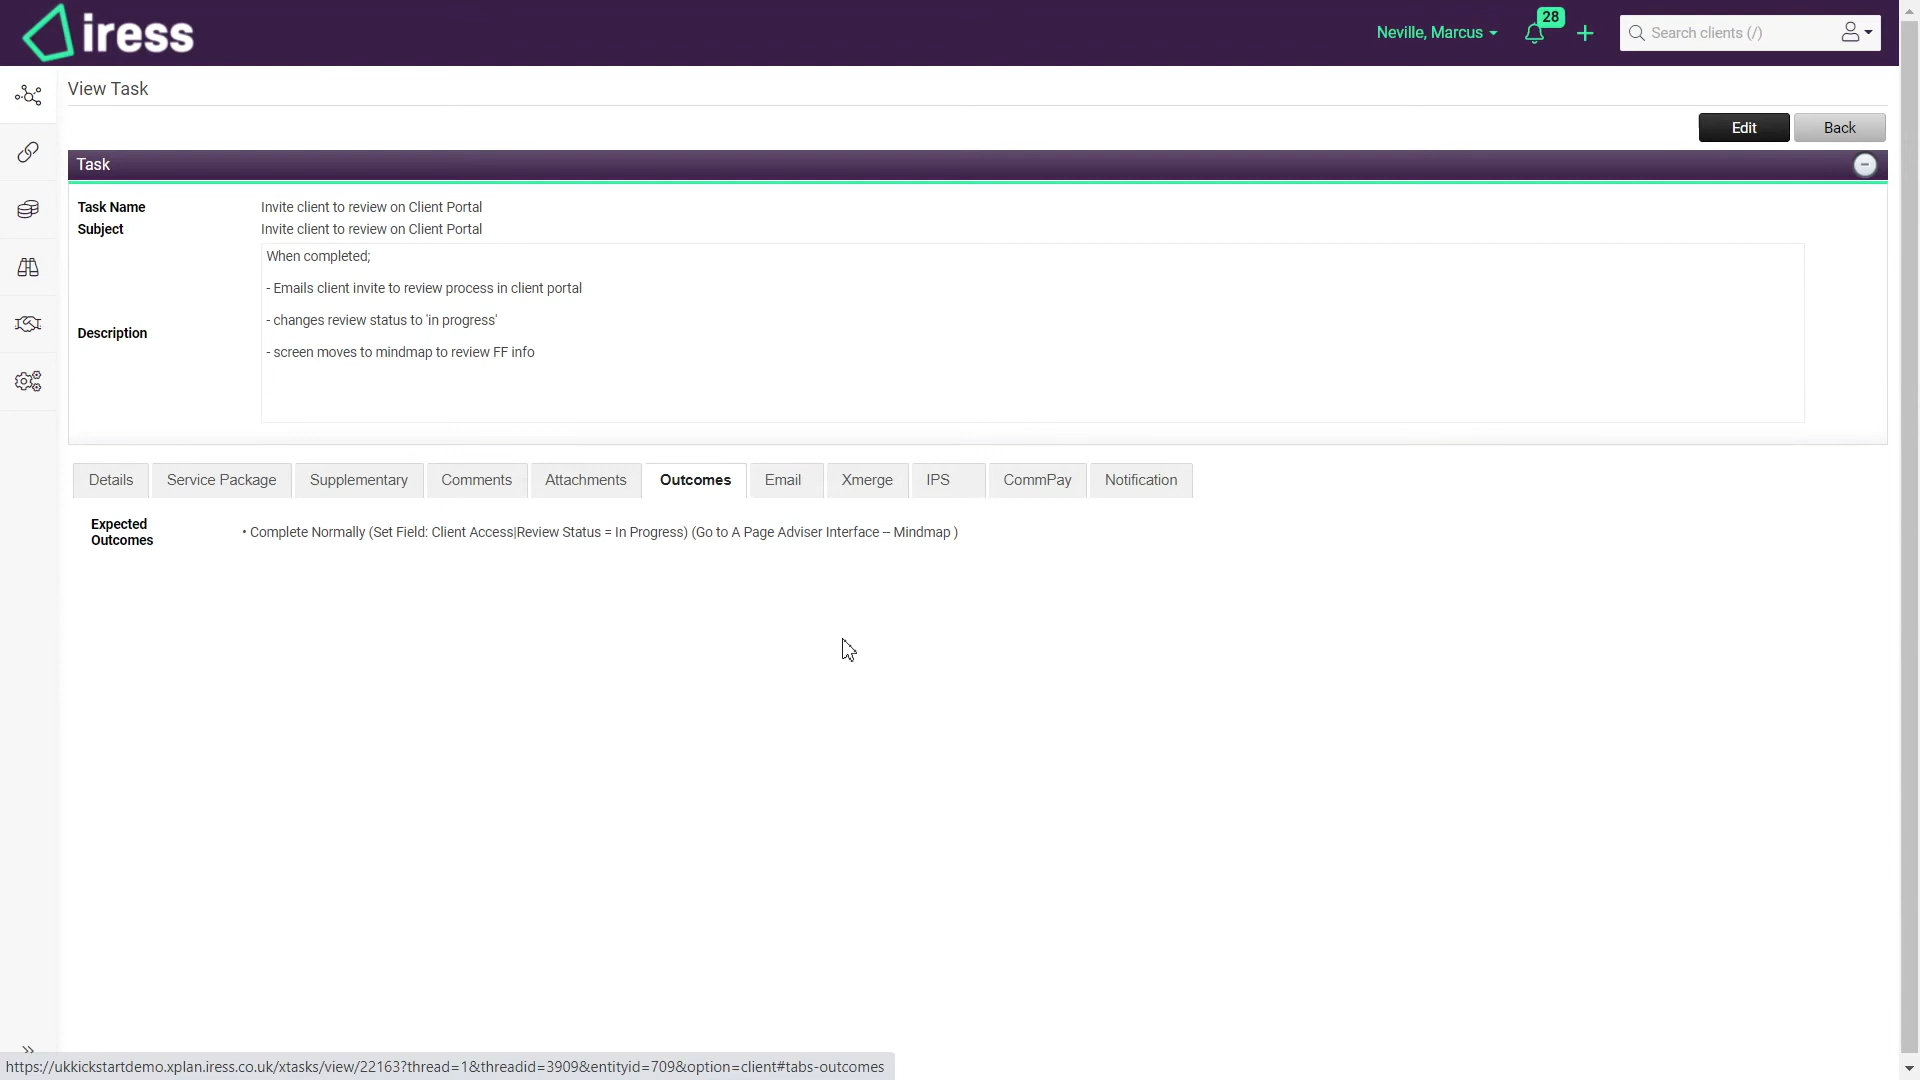 iress
Neville, Marcus
28
Search clients (/)
View Task
Edit
Back
Task
Task Name
Invite client to review on Client Portal
Subject
Invite client to review on Client Portal
Description
When completed;
- Emails client invite to review process in client portal
- changes review status to 'in progress'
- screen moves to mindmap to review FF info
Details
Service Package
Supplementary
Comments
Attachments
Outcomes
Email
Xmerge
IPS
CommPay
Notification
Expected
Outcomes
• Complete Normally (Set Field: Client Access|Review Status = In Progress) (Go to A Page Adviser Interface -- Mindmap )
https://ukkickstartdemo.xplan.iress.co.uk/xtasks/view/22163?thread=1&threadid=3909&entityid=709&option=client#tabs-outcomes